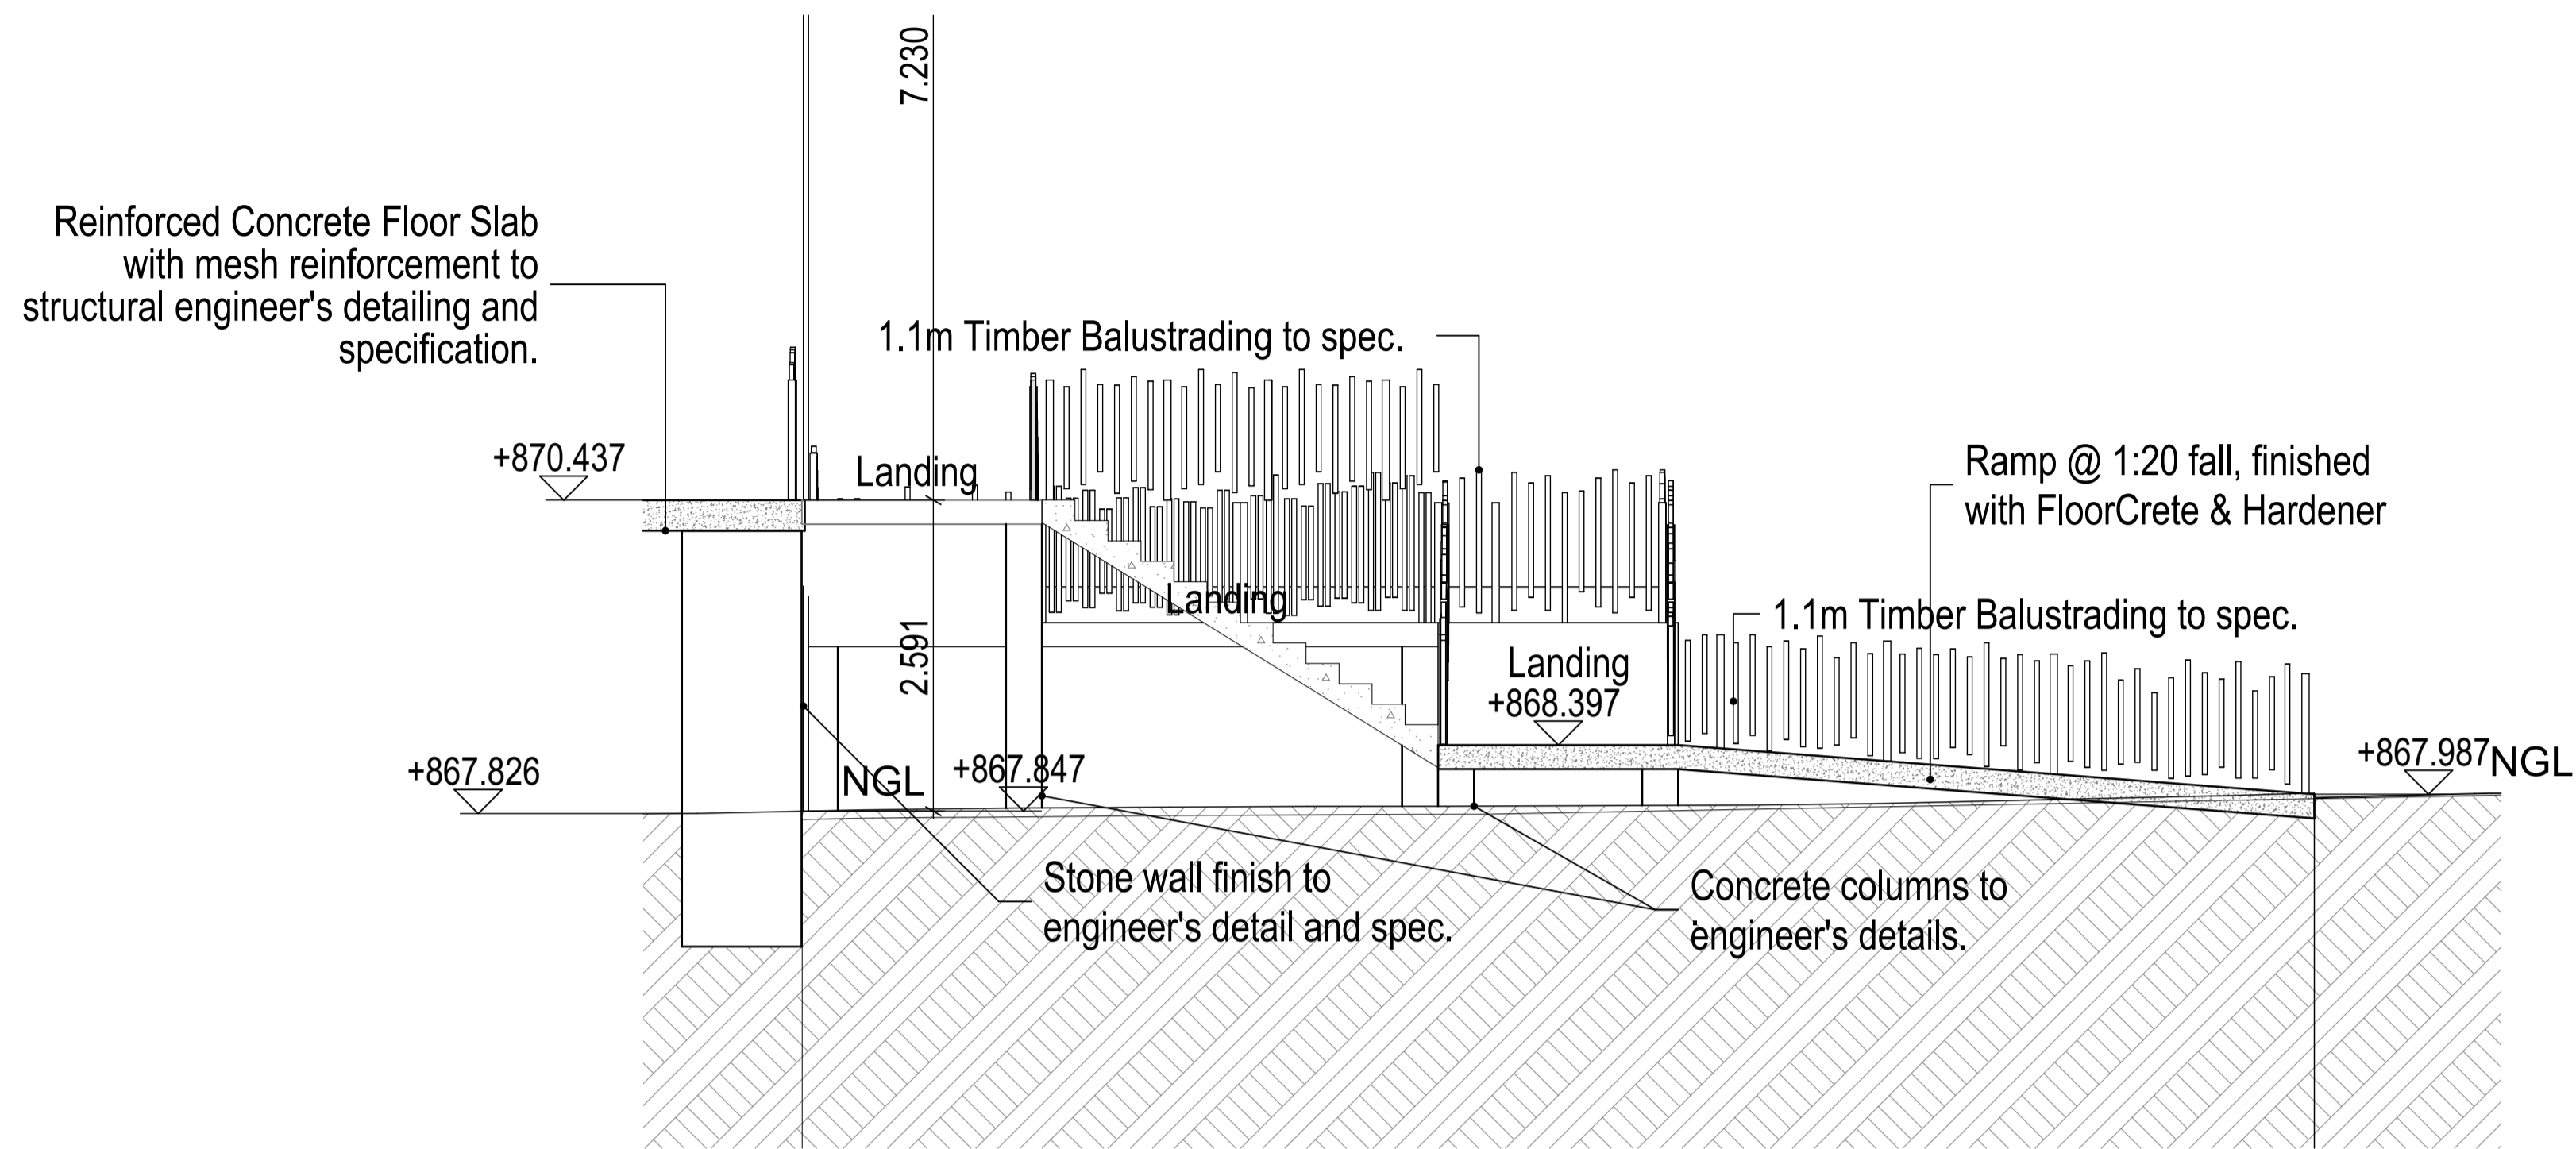 7.230
Reinforced Concrete Floor Slab
with mesh reinforcement to
structural engineer's detailing and
specification.
1.1m Timber Balustrading to spec.
+870.437
Landing
Ramp @ 1:20 fall, finished
with FloorCrete & Hardener
Landing
1.1m Timber Balustrading to spec.
2.591
Landing
+868.397
+867.826
NGL
+867.847
+867.987
NGL
Stone wall finish to
engineer's detail and spec.
Concrete columns to
engineer's details.